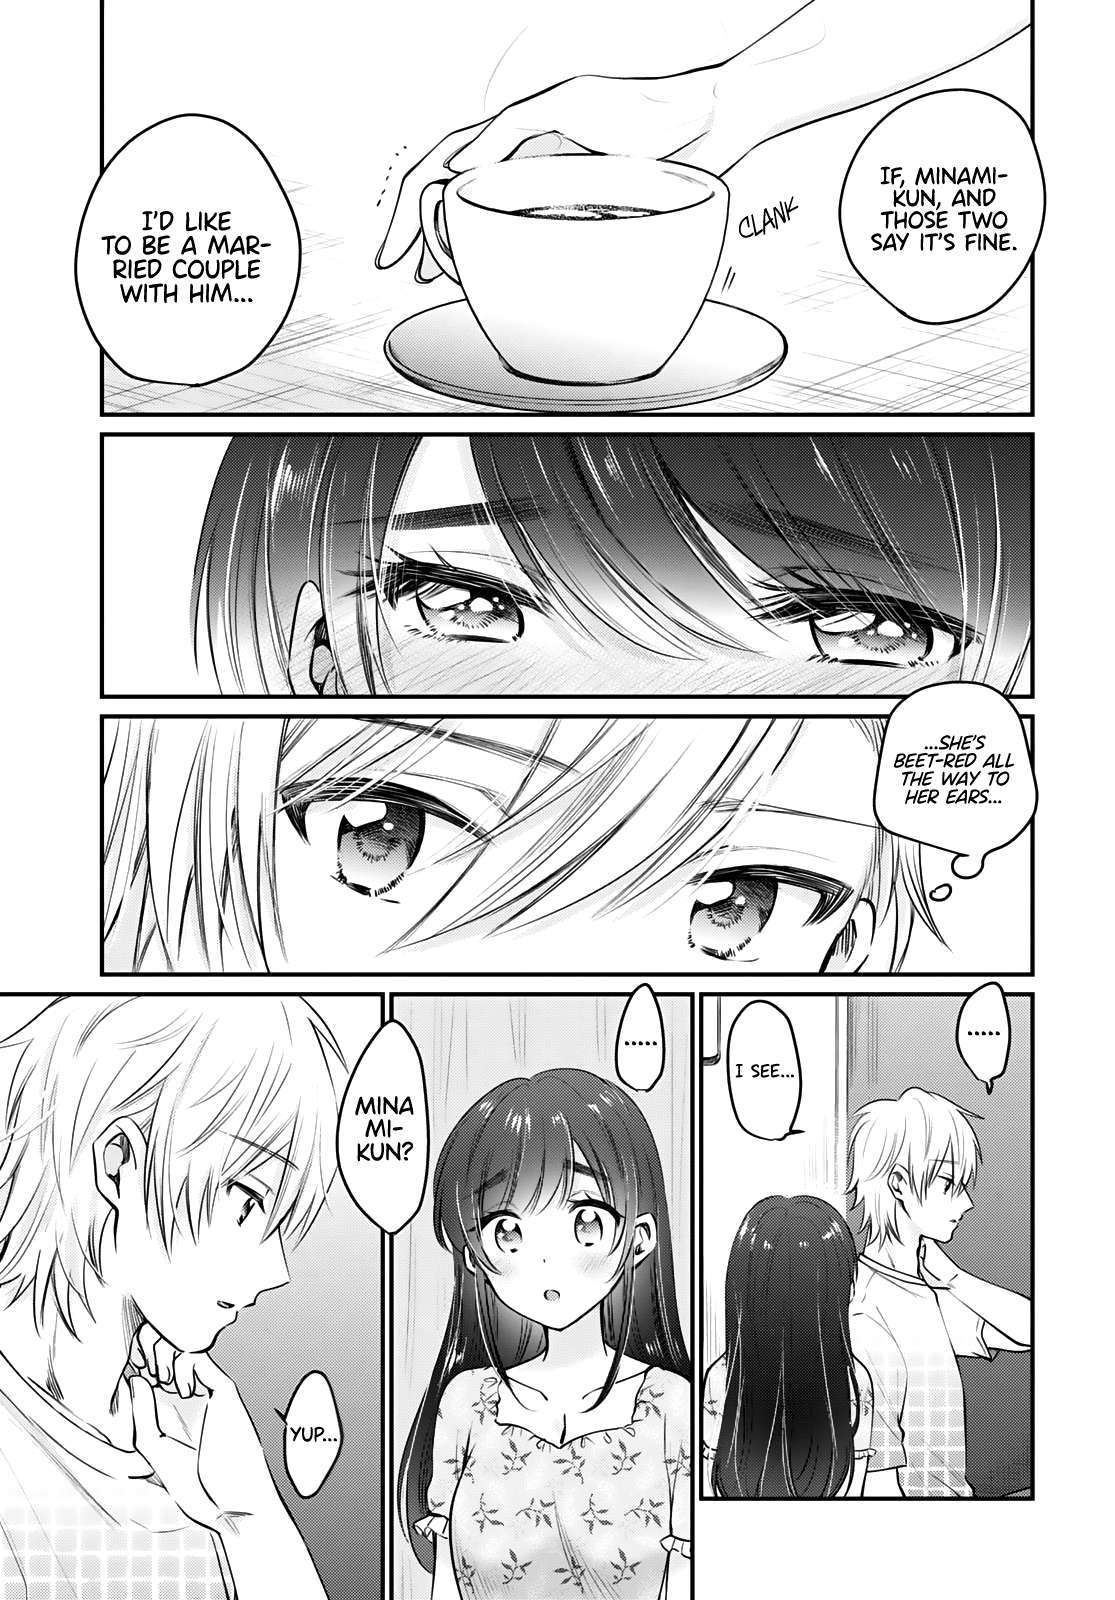 IF, MINAMI-
KUN, AND
THOSE TWO
SAY IT'S FINE.
CLANK
I'D LIKE
TO BE A MAR-
RIED COUPLE
WITH HIM...
...SHE'S
BEET-RED ALL
THE WAY TO
HER EARS...
.....
I SEE...
.....
MINA
MI-
KUN?
YUP...